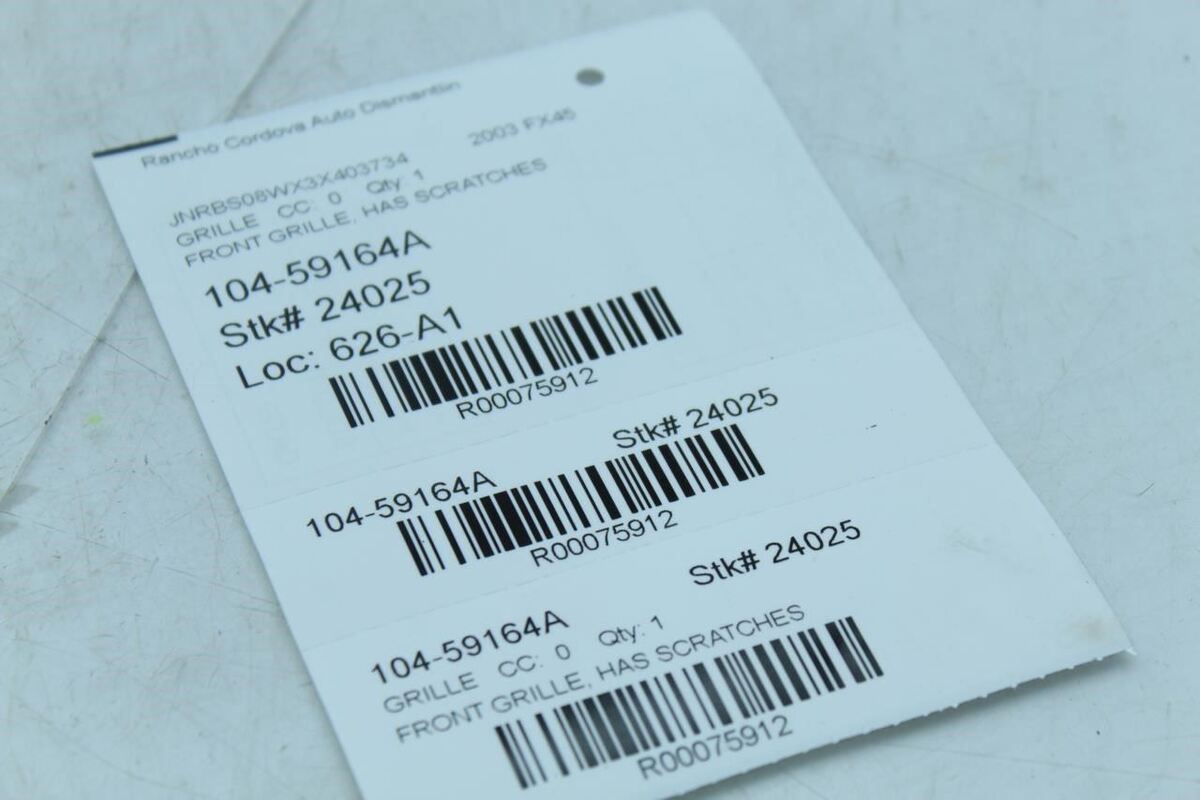 Rancho Cordova Auto Dismantlin
2003 FX45
JNRBS08WX3X403734
GRILLE CC: 0 Qty 1
FRONT GRILLE, HAS SCRATCHES
104-59164A
Stk# 24025
Loc: 626-A1
R00075912
104-59164A Stk# 24025
R00075912
104-59164A Stk# 24025
GRILLE CC: 0 Qty: 1
FRONT GRILLE, HAS SCRATCHES
R00075912